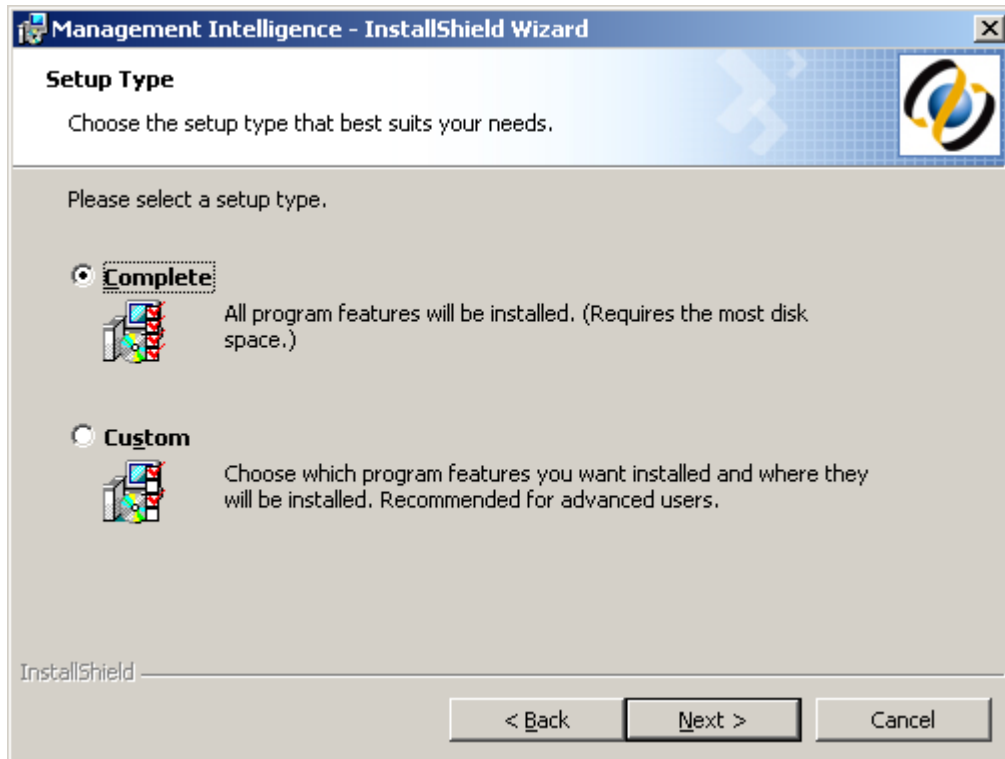 Management Intelligence - InstallShield Wizard
Setup Type
Choose the setup type that best suits your needs.
Please select a setup type.
Complete
All program features will be installed. (Requires the most disk
space.)
Custom
Choose which program features you want installed and where they
will be installed. Recommended for advanced users.
InstallShield
< Back
Next >
Cancel